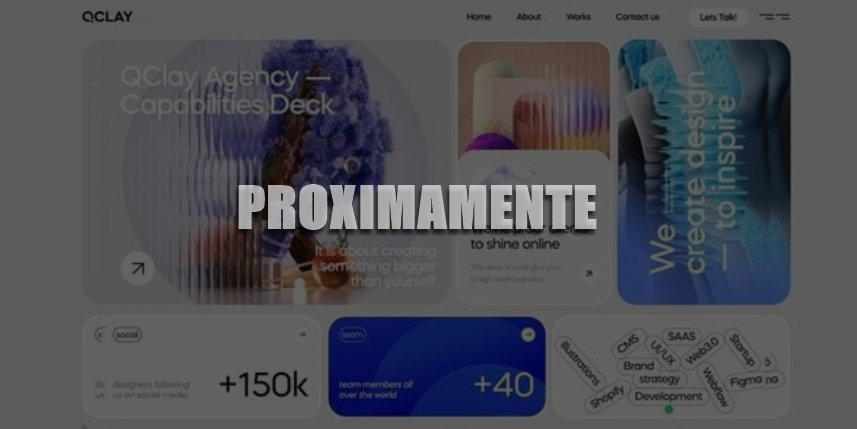 QCLAY
Home
About
Works
Contact us
Lets Talk!
QClay Agency —
Capabilities Deck
It is about creating
something bigger
than yourself
PROXIMAMENTE
to shine online
This deck should give you
a high-level overview
We
create design
— to inspire
social
designers following
us on social media
+150k
team
team members all
over the world
+40
Illustrations
CMS
SAAS
UI/UX
Web3.0
Startup
Brand
strategy
Shopify
Development
Webflow
Figma